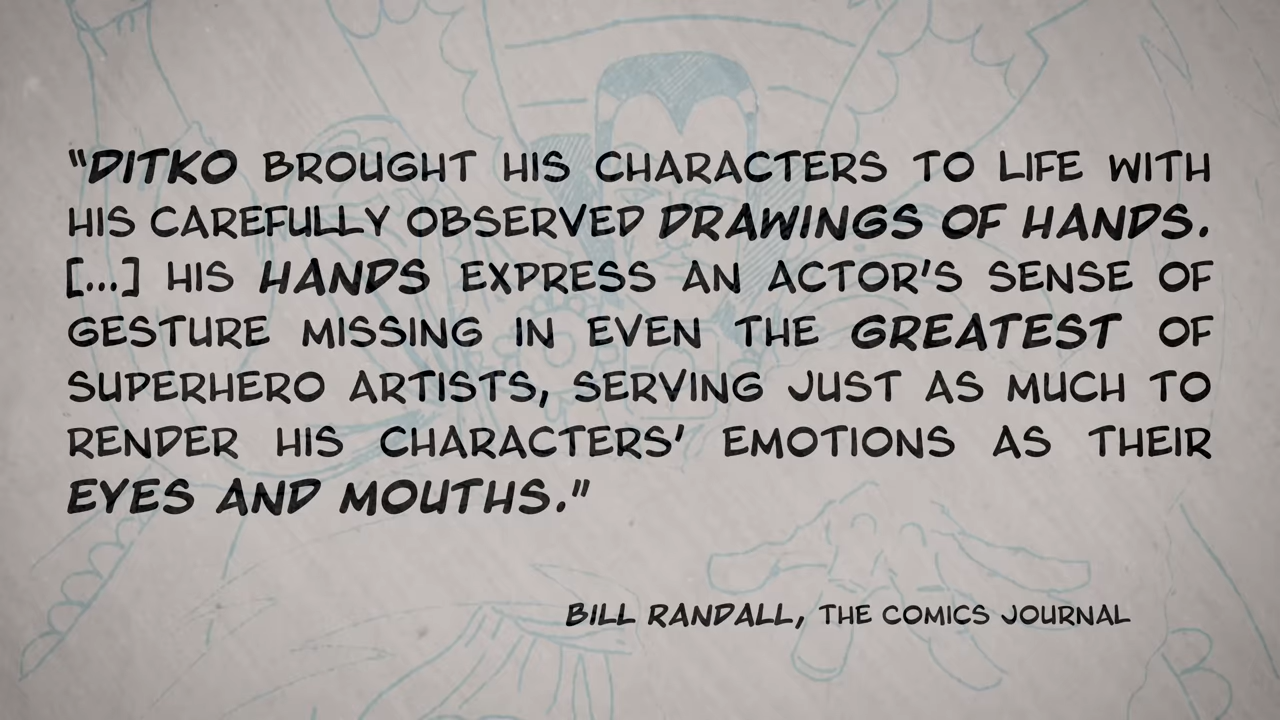 “DITKO BROUGHT HIS CHARACTERS TO LIFE WITH
HIS CAREFULLY OBSERVED DRAWINGS OF HANDS.
[...] HIS HANDS EXPRESS AN ACTOR’S SENSE OF
GESTURE MISSING IN EVEN THE GREATEST OF
SUPERHERO ARTISTS, SERVING JUST AS MUCH TO
RENDER HIS CHARACTERS’ EMOTIONS AS THEIR
EYES AND MOUTHS.”
BILL RANDALL, THE COMICS JOURNAL